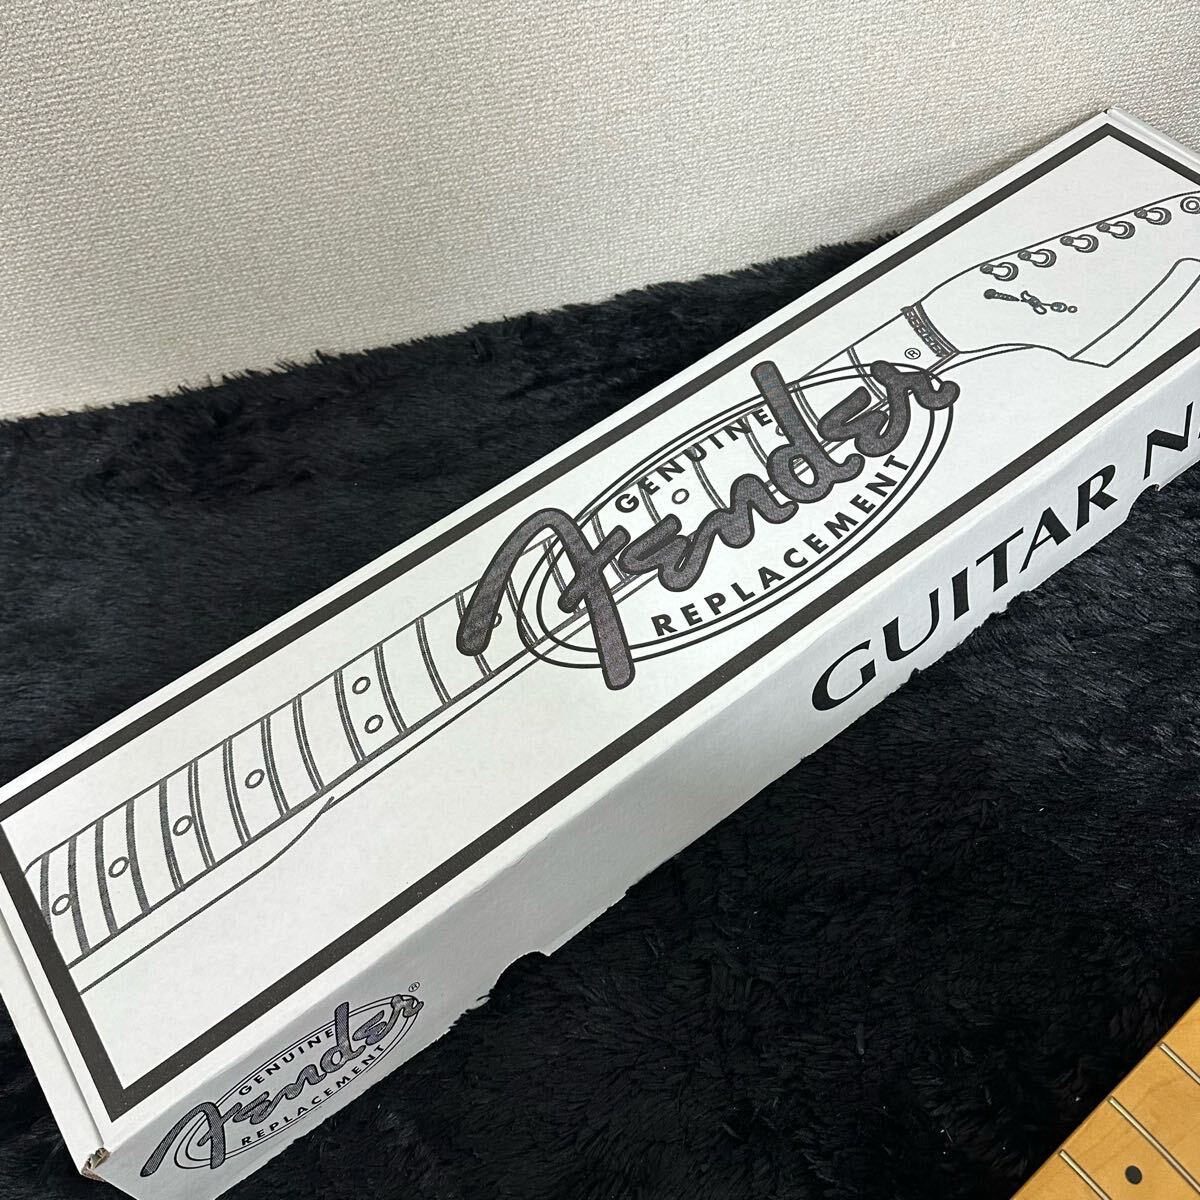 GENUINE
Fender®
REPLACEMENT
GUITAR
GENUINE
Fender®
REPLACEMENT